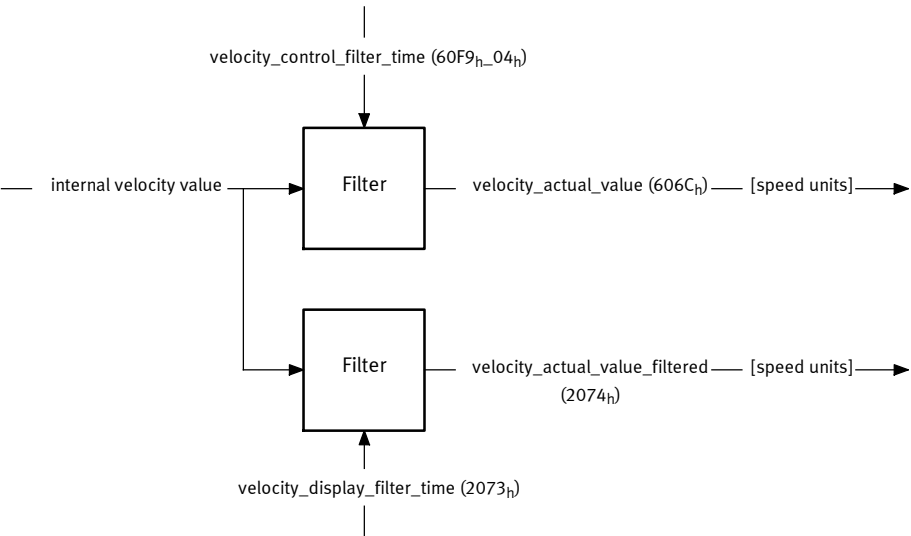 velocity_control_filter_time (60F9h_04h)
internal velocity value
Filter
velocity_actual_value (606Ch)
[speed units]
Filter
velocity_actual_value_filtered
(2074h)
[speed units]
velocity_display_filter_time (2073h)